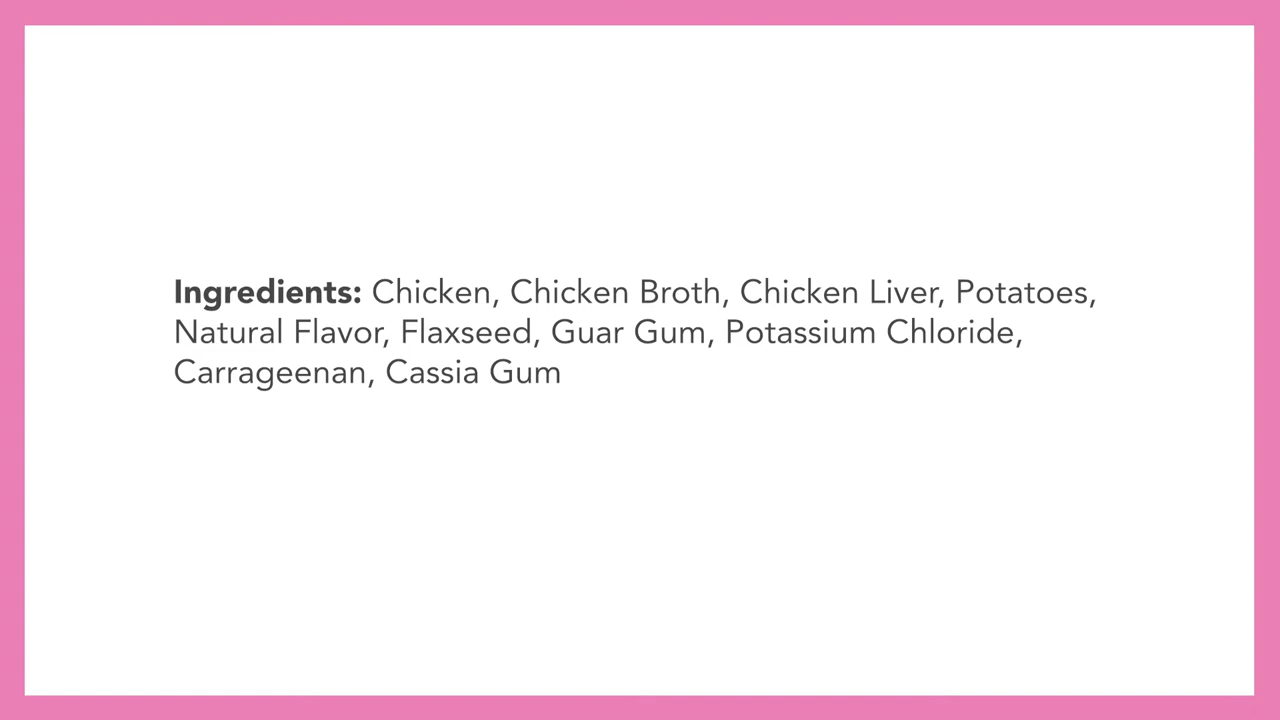 Ingredients: Chicken, Chicken Broth, Chicken Liver, Potatoes,
Natural Flavor, Flaxseed, Guar Gum, Potassium Chloride,
Carrageenan, Cassia Gum